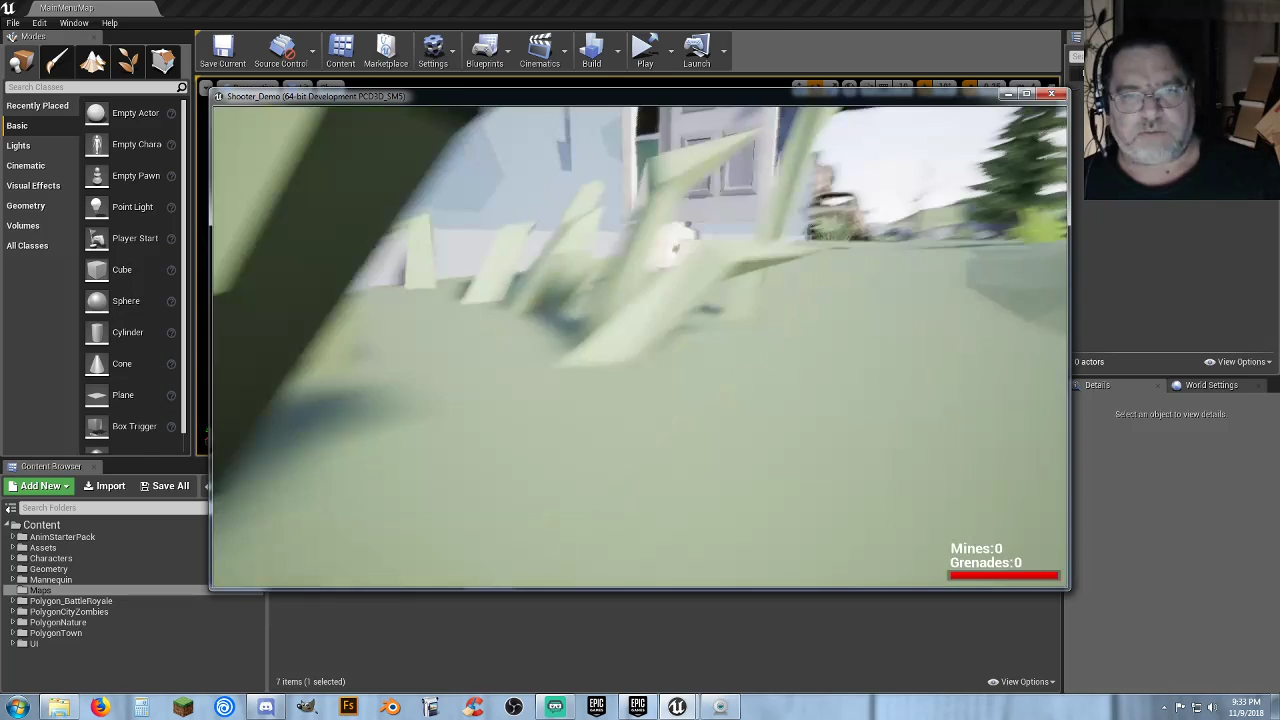 MainMenuMap
File Edit Window Help
Modes
Search Classes
Recently Placed
Basic
Lights
Cinematic
Visual Effects
Geometry
Volumes
All Classes
Empty Actor
Empty Chara
Empty Pawn
Point Light
Player Start
Cube
Sphere
Cylinder
Cone
Plane
Box Trigger
Save Current
Source Control
Content
Marketplace
Settings
Blueprints
Cinematics
Build
Play
Launch
Shooter_Demo (64-bit Development PCD3D_SM5)
Mines:0
Grenades:0
0 actors
View Options
Details
World Settings
Select an object to view details.
Content Browser
Add New Import Save All
Search Folders
Content
AnimStarterPack
Assets
Characters
Geometry
Mannequin
Maps
Polygon_BattleRoyale
PolygonCityZombies
PolygonNature
PolygonTown
UI
7 items (1 selected)
View Options
Fs
EPIC GAMES
EPIC GAMES
9:33 PM
11/9/2018